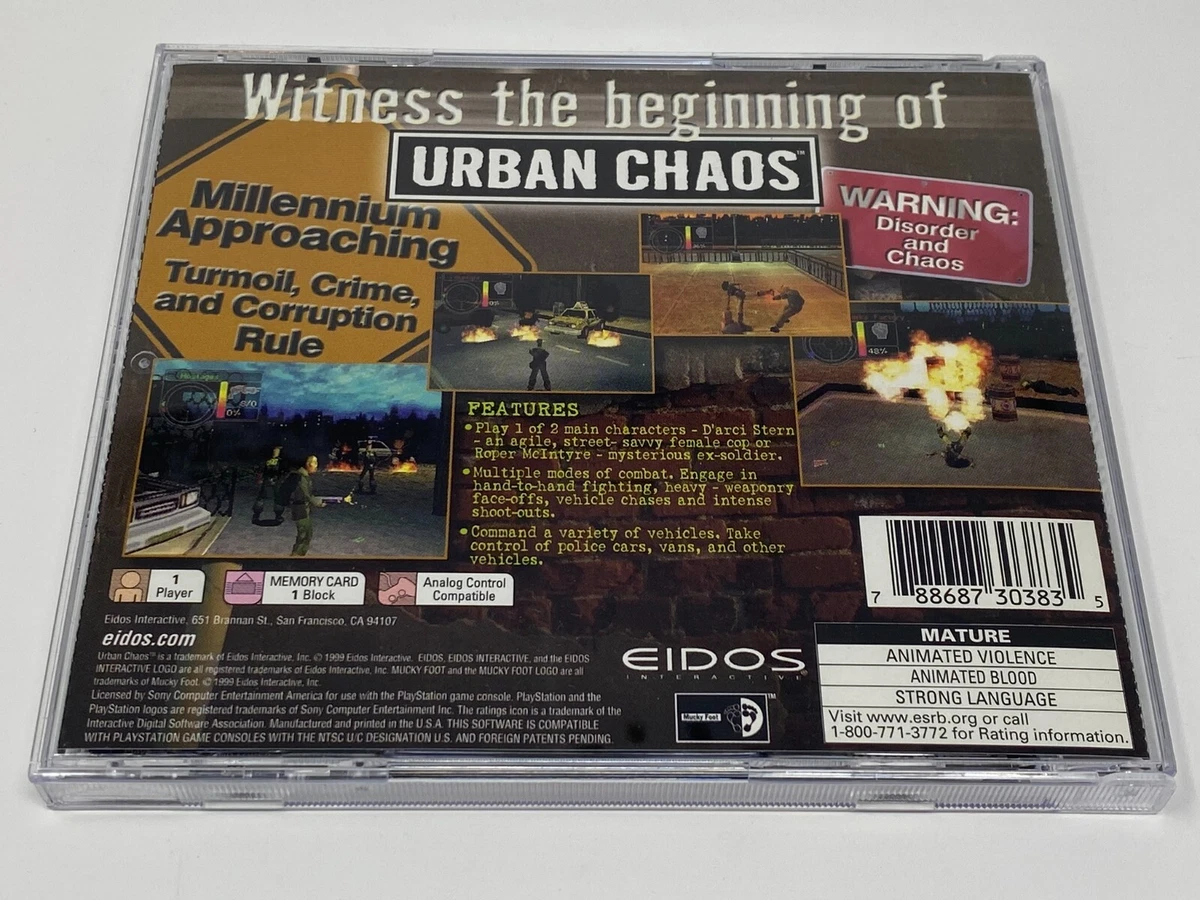 Witness the beginning of
URBAN CHAOS™
Millennium
Approaching
Turmoil, Crime,
and Corruption
Rule
WARNING:
Disorder
and
Chaos
0%
48%
FEATURES
•Play 1 of 2 main characters - D'arci Stern
- an agile, street- savvy female cop or
Roper McIntyre - mysterious ex-soldier.
•Multiple modes of combat. Engage in
hand-to-hand fighting, heavy - weaponry
face-offs, vehicle chases and intense
shoot-outs.
•Command a variety of vehicles. Take
control of police cars, vans, and other
vehicles.
1
Player
MEMORY CARD
1 Block
Analog Control
Compatible
7 88687 30383 5
Eidos Interactive, 651 Brannan St., San Francisco, CA 94107
eidos.com
Urban Chaos™ is a trademark of Eidos Interactive, Inc. © 1999 Eidos Interactive. EIDOS, EIDOS INTERACTIVE, and the EIDOS
INTERACTIVE LOGO are all registered trademarks of Eidos Interactive, Inc. MUCKY FOOT and the MUCKY FOOT LOGO are all
trademarks of Mucky Foot. © 1999 Eidos Interactive, Inc.
Licensed by Sony Computer Entertainment America for use with the PlayStation game console. PlayStation and the
PlayStation logos are registered trademarks of Sony Computer Entertainment Inc. The ratings icon is a trademark of the
Interactive Digital Software Association. Manufactured and printed in the U.S.A. THIS SOFTWARE IS COMPATIBLE
WITH PLAYSTATION GAME CONSOLES WITH THE NTSC U/C DESIGNATION U.S. AND FOREIGN PATENTS PENDING.
EIDOS
INTERACTIVE
Mucky Foot ™
MATURE
ANIMATED VIOLENCE
ANIMATED BLOOD
STRONG LANGUAGE
Visit www.esrb.org or call
1-800-771-3772 for Rating information.